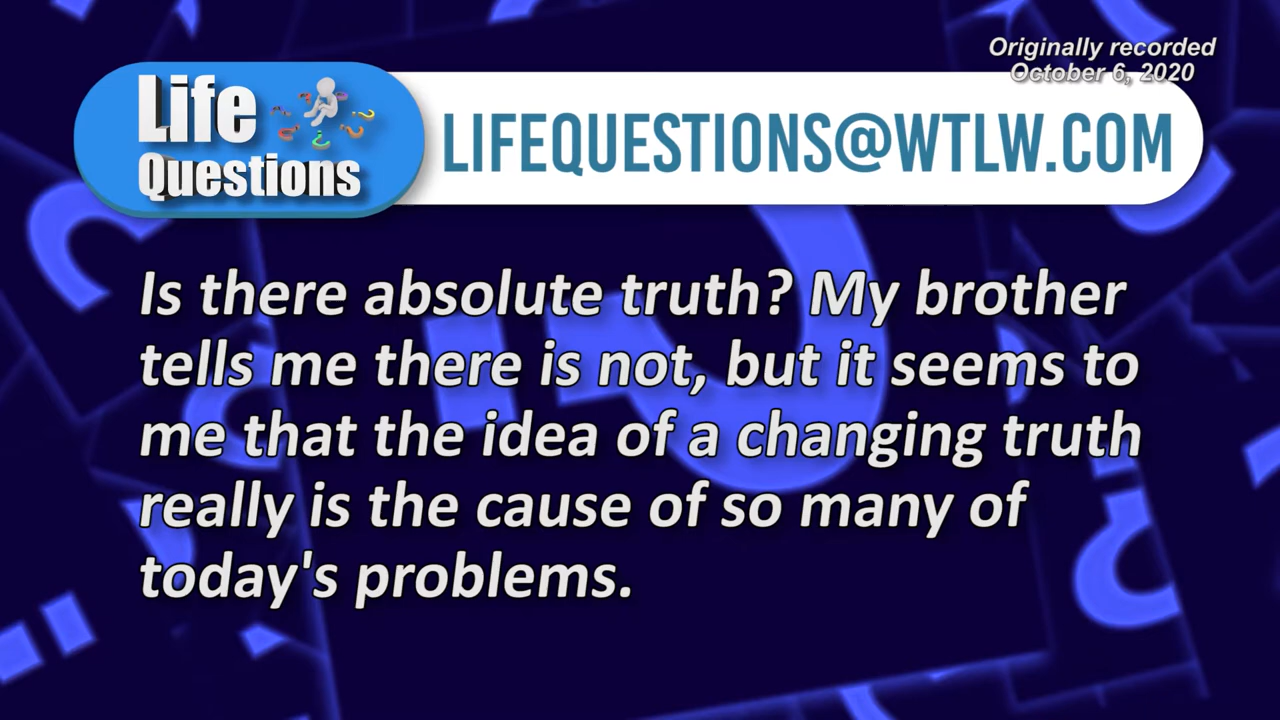 Originally recorded
October 6, 2020
Life
Questions
LIFEQUESTIONS@WTLW.COM
Is there absolute truth? My brother
tells me there is not, but it seems to
me that the idea of a changing truth
really is the cause of so many of
today's problems.